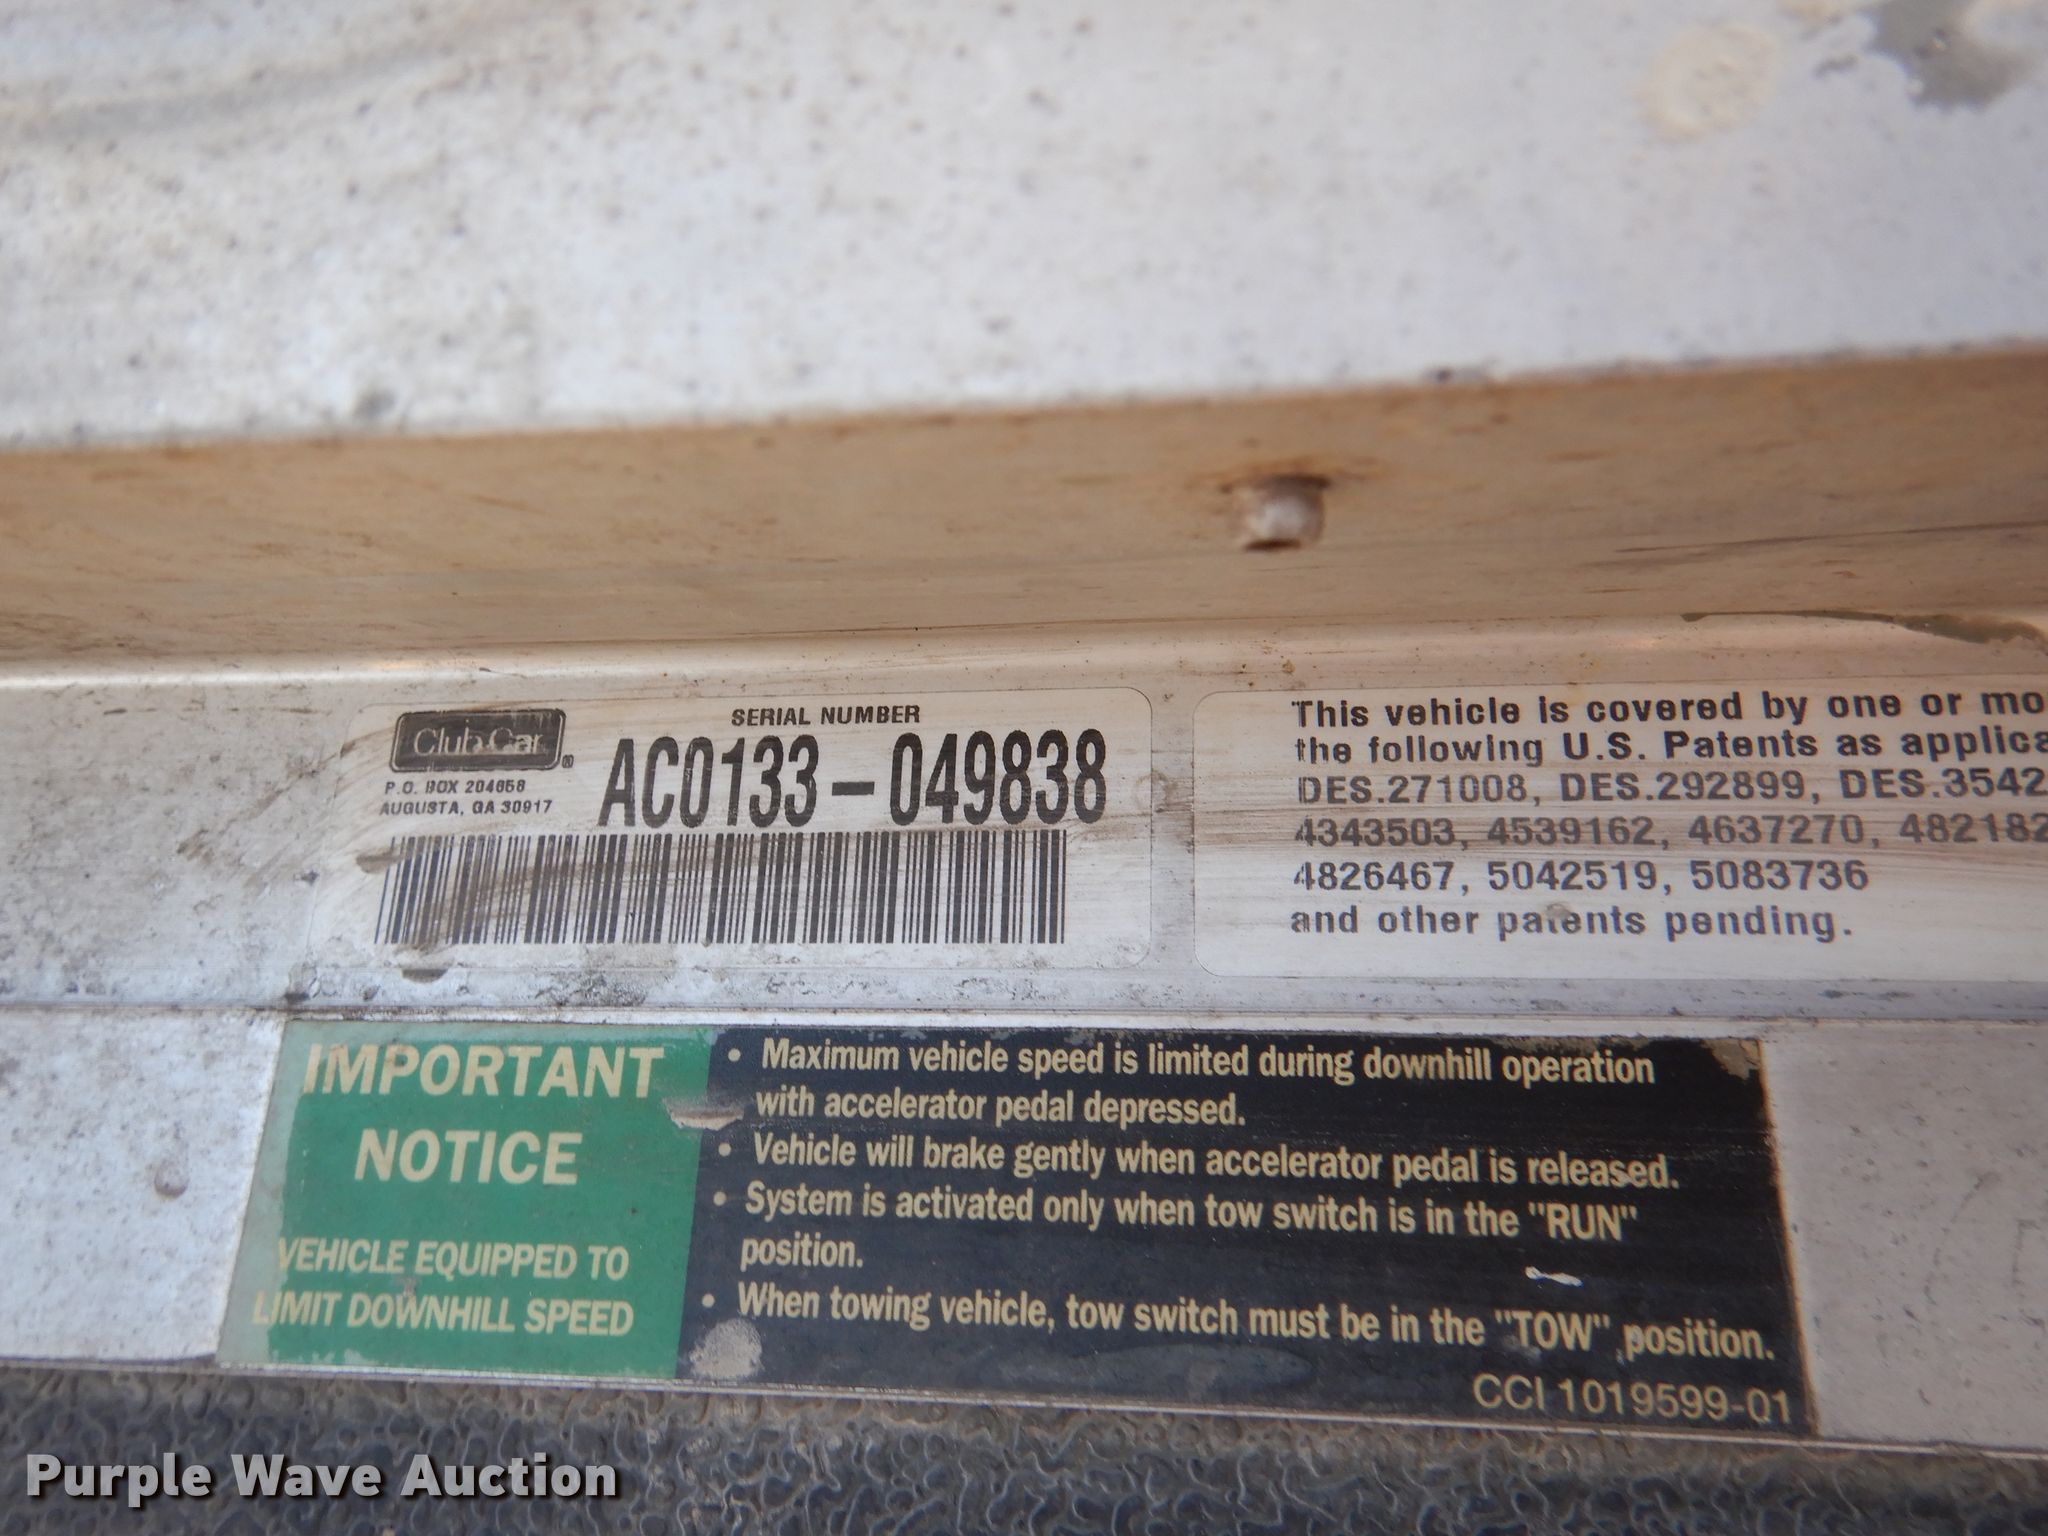 Club Car®
P.O. BOX 204658
AUGUSTA, GA 30917
SERIAL NUMBER
AC0133-049838
This vehicle is covered by one or mo
the following U.S. Patents as applica
DES.271008, DES.292899, DES.3542
4343503, 4539162, 4637270, 482182
4826467, 5042519, 5083736
and other patents pending.
IMPORTANT
NOTICE
VEHICLE EQUIPPED TO
LIMIT DOWNHILL SPEED
• Maximum vehicle speed is limited during downhill operation
with accelerator pedal depressed.
• Vehicle will brake gently when accelerator pedal is released.
• System is activated only when tow switch is in the "RUN"
position.
• When towing vehicle, tow switch must be in the "TOW" position.
CCI 1019599-01
Purple Wave Auction